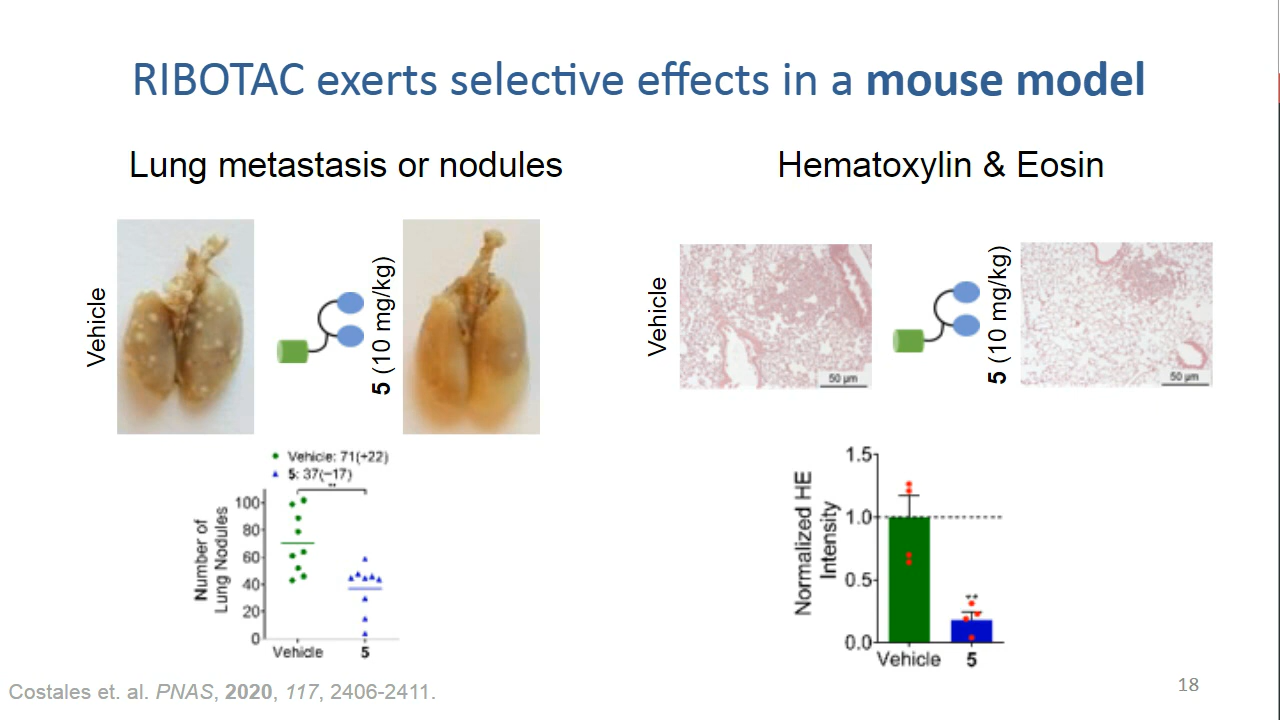 RIBOTAC exerts selective effects in a mouse model
Lung metastasis or nodules
Hematoxylin & Eosin
Vehicle
5 (10 mg/kg)
Vehicle
50 µm
5 (10 mg/kg)
50 µm
Vehicle: 71(+22)
5: 37(−17)
**
Number of
Lung Nodules
100
80
60
40
20
0
Vehicle
5
Normalized HE
Intensity
1.5
1.0
0.5
0.0
**
Vehicle
5
Costales et. al. PNAS, 2020, 117, 2406-2411.
18